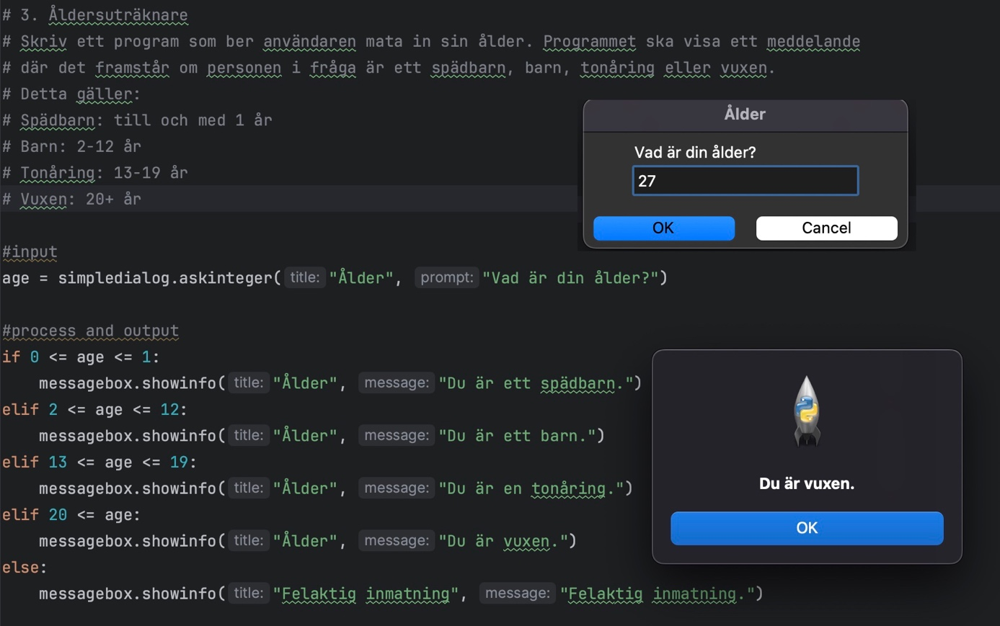 # 3. Åldersuträknare
# Skriv ett program som ber användaren mata in sin ålder. Programmet ska visa ett meddelande
# där det framstår om personen i fråga är ett spädbarn, barn, tonåring eller vuxen.
# Detta gäller:
# Spädbarn: till och med 1 år
# Barn: 2-12 år
# Tonåring: 13-19 år
# Vuxen: 20+ år
Ålder
Vad är din ålder?
27
OK Cancel
#input
age = simpledialog.askinteger( title: "Ålder", prompt: "Vad är din ålder?")
#process and output
if 0 <= age <= 1:
messagebox.showinfo( title: "Ålder", message: "Du är ett spädbarn.")
elif 2 <= age <= 12:
messagebox.showinfo( title: "Ålder", message: "Du är ett barn.")
elif 13 <= age <= 19:
messagebox.showinfo( title: "Ålder", message: "Du är en tonåring.")
elif 20 <= age:
messagebox.showinfo( title: "Ålder", message: "Du är vuxen.")
else:
messagebox.showinfo( title: "Felaktig inmatning", message: "Felaktig inmatning.")
Du är vuxen.
OK